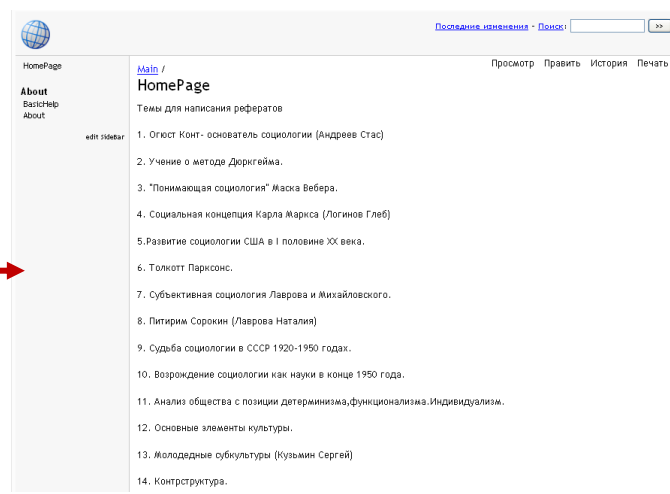 Последние изменения - Поиск: >>
HomePage
About
BasicHelp
About
edit SideBar
Просмотр Править История Печать
Main /
HomePage
Темы для написания рефератов
1. Огюст Конт- основатель социологии (Андреев Стас)
2. Учение о методе Дюркгейма.
3. "Понимающая социология" Маска Вебера.
4. Социальная концепция Карла Маркса (Логинов Глеб)
5.Развитие социологии США в I половине XX века.
6. Толкотт Парксонс.
7. Субъективная социология Лаврова и Михайловского.
8. Питирим Сорокин (Лаврова Наталия)
9. Судьба социологии в СССР 1920-1950 годах.
10. Возрождение социологии как науки в конце 1950 года.
11. Анализ общества с позиции детерминизма,функционализма.Индивидуализм.
12. Основные элементы культуры.
13. Молодедные субкультуры (Кузьмин Сергей)
14. Контрструктура.